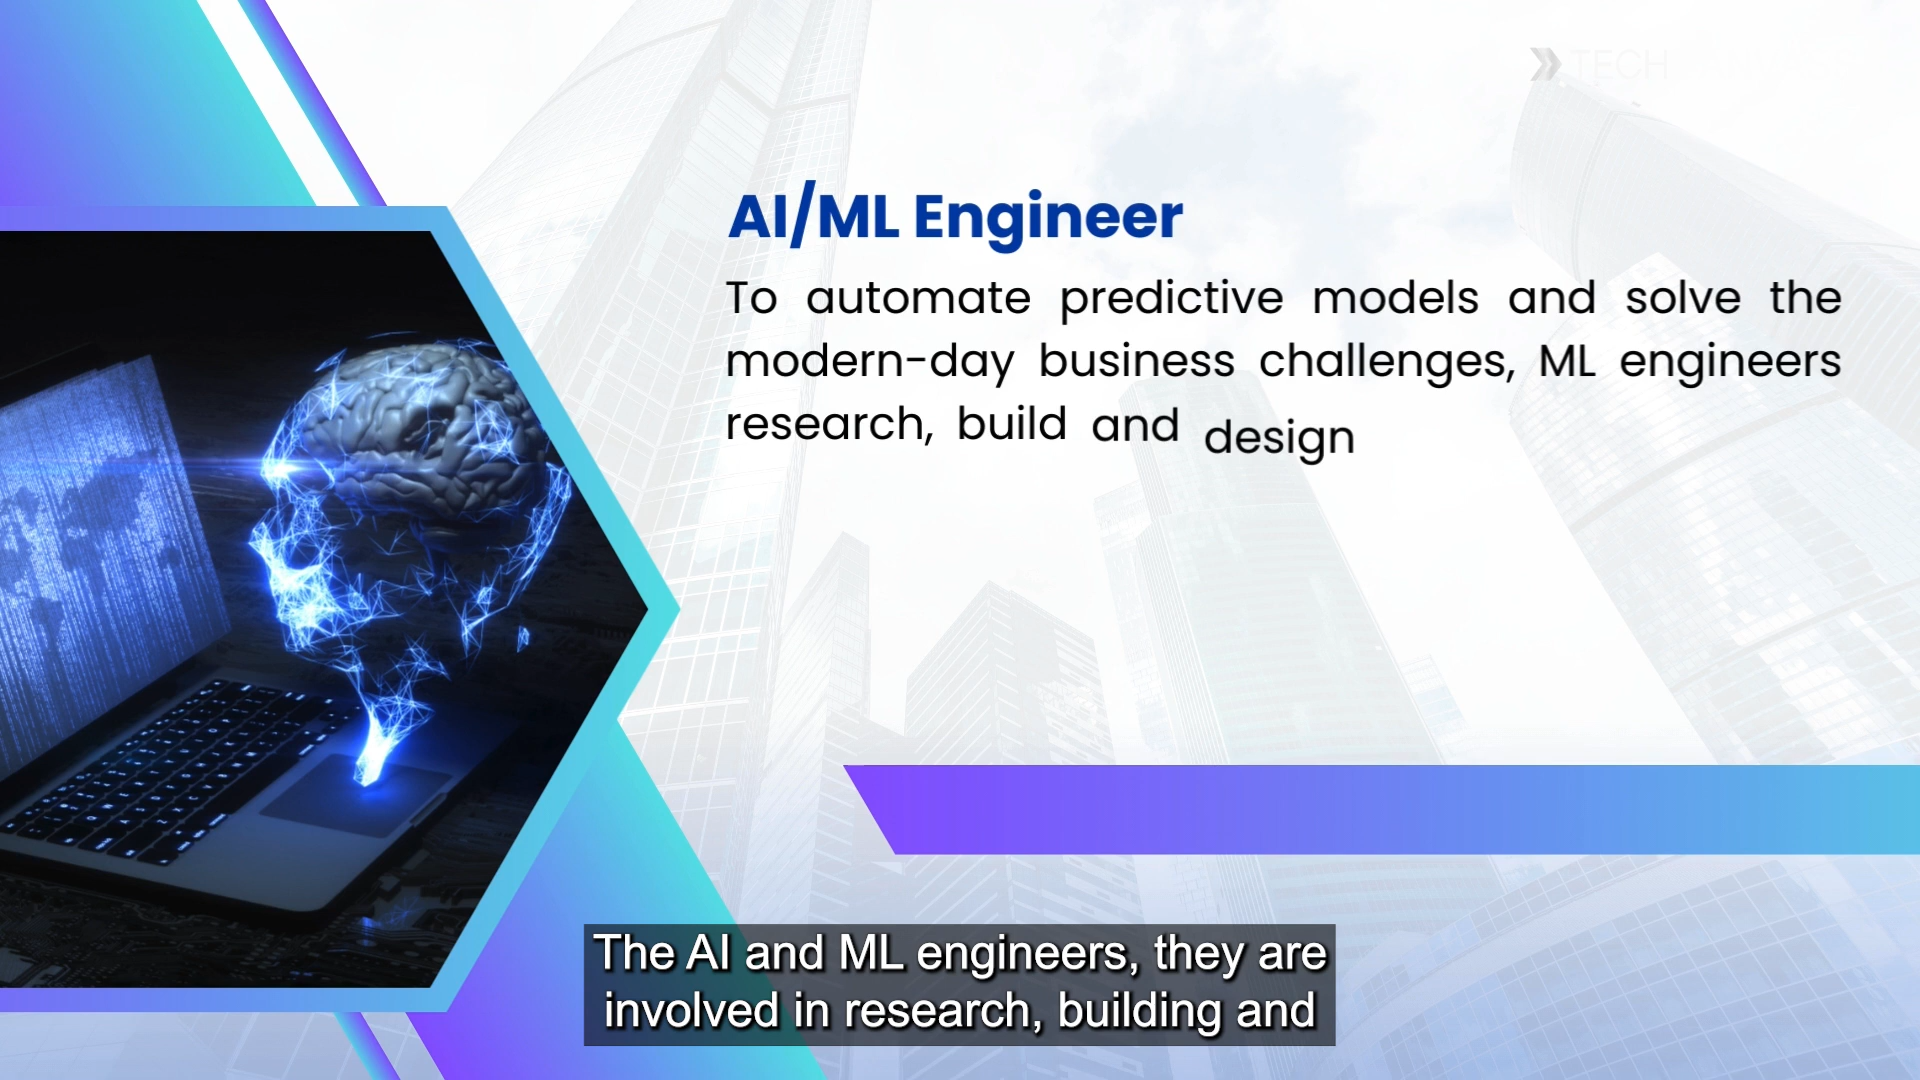 TECH
AI/ML Engineer
To automate predictive models and solve the
modern-day business challenges, ML engineers
research, build and design
The AI and ML engineers, they are
involved in research, building and